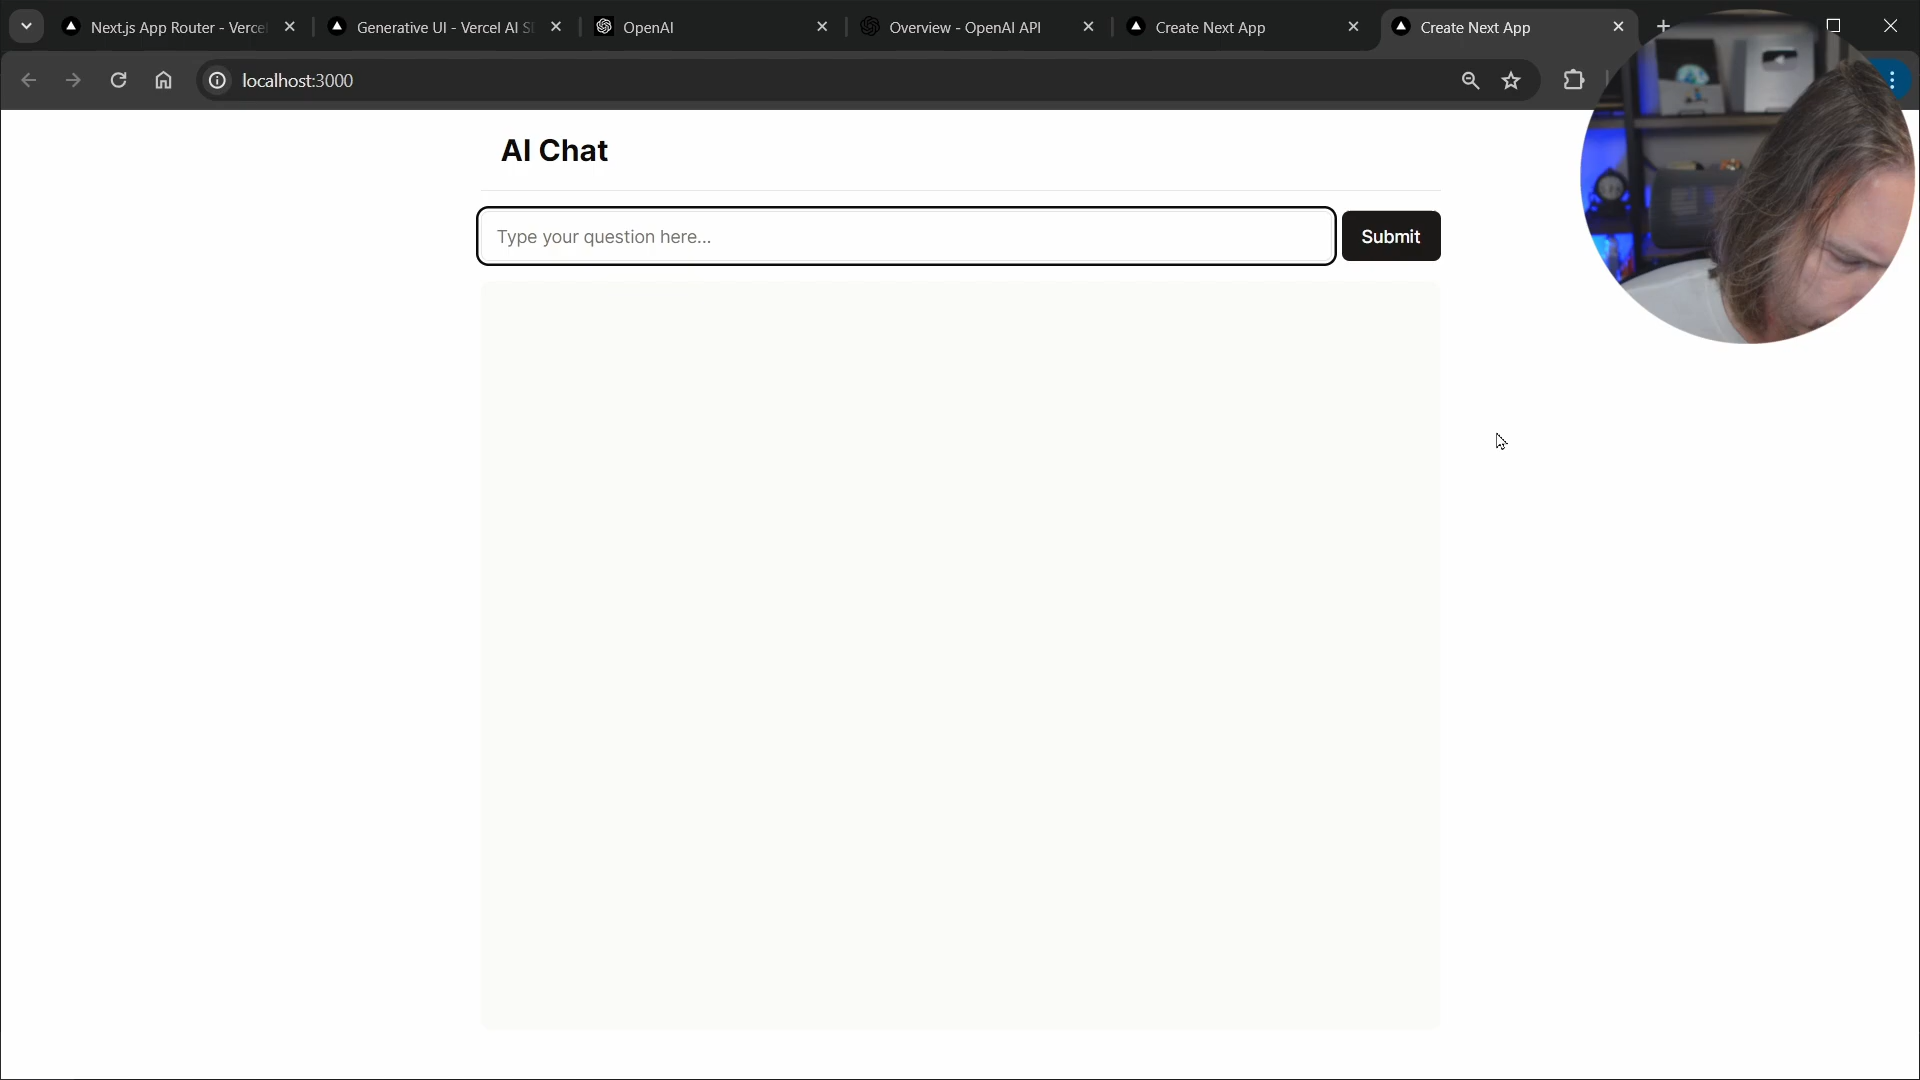 Next.js App Router - Verce
Generative UI - Vercel AI S
OpenAI
Overview - OpenAI API
Create Next App
Create Next App
localhost:3000
AI Chat
Type your question here...
Submit